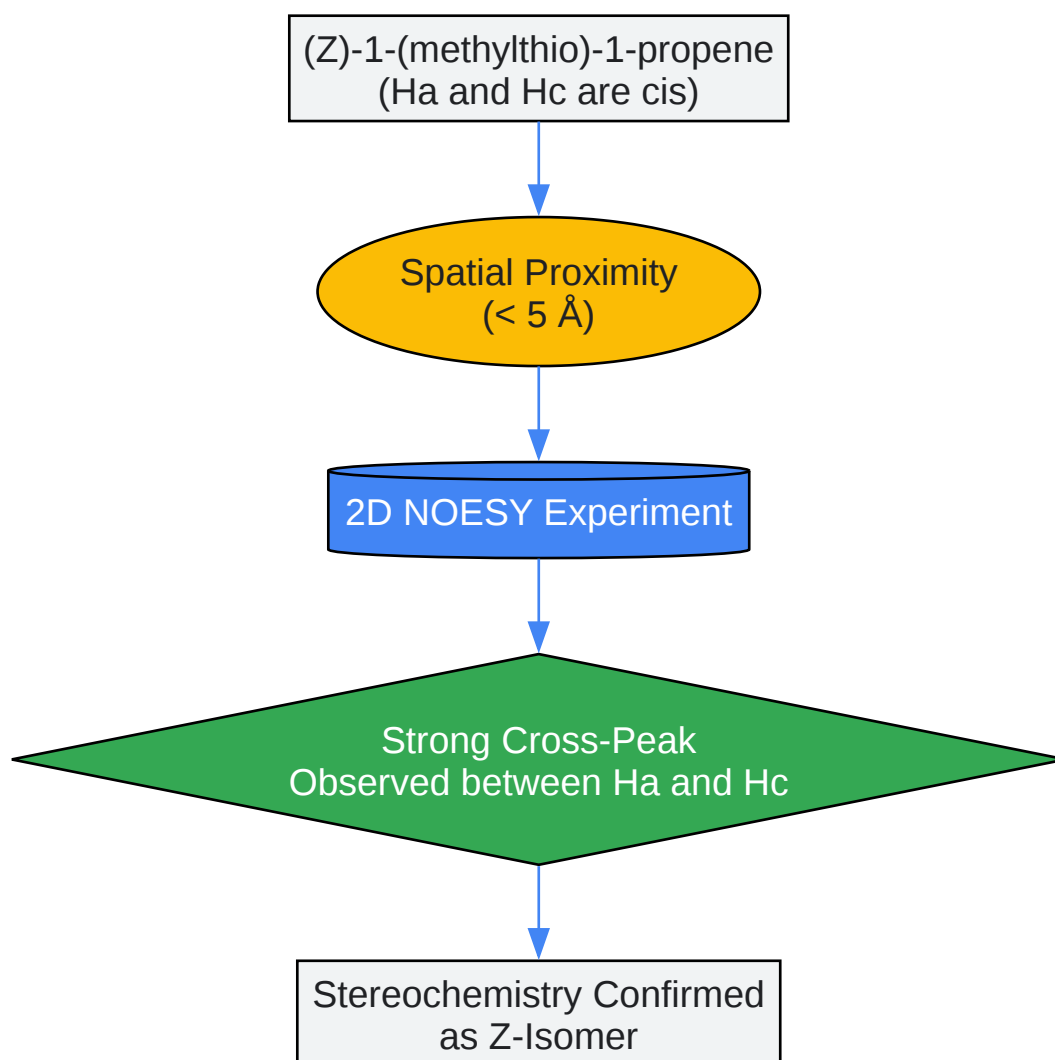 (Z)-1-(methylthio)-1-propene
(Ha and Hc are cis)
Spatial Proximity
(< 5 Å)
2D NOESY Experiment
Strong Cross-Peak
Observed between Ha and Hc
Stereochemistry Confirmed
as Z-Isomer